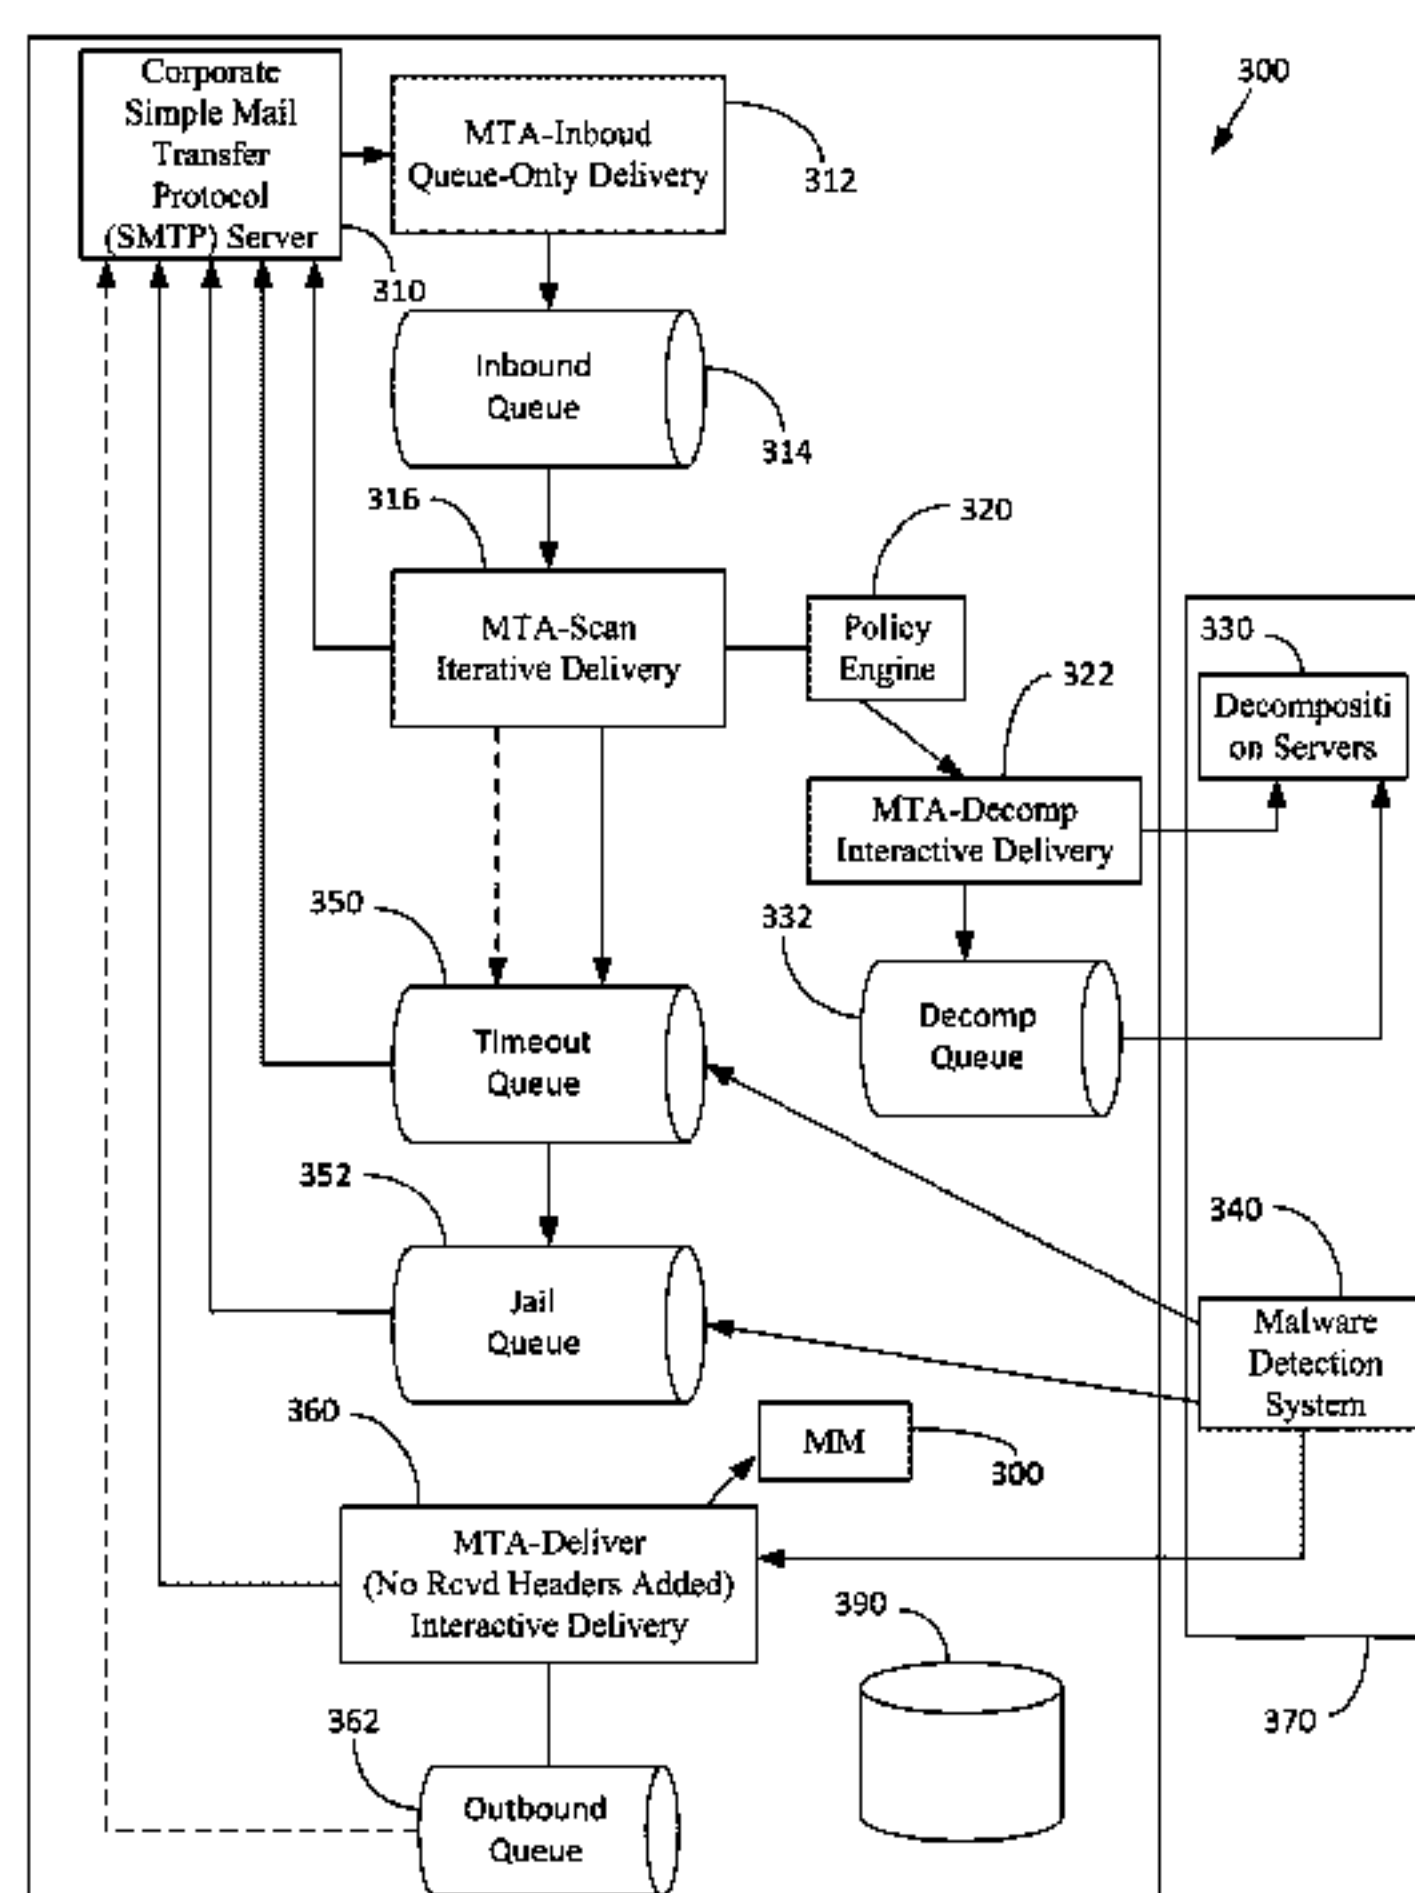 Corporate
Simple Mail
Transfer
Protocol
(SMTP) Server
310
MTA-Inboud
Queue-Only Delivery
312
300
Inbound
Queue
314
316
MTA-Scan
Iterative Delivery
320
Policy
Engine
322
MTA-Decomp
Interactive Delivery
330
Decompositi
on Servers
332
Decomp
Queue
350
Timeout
Queue
352
Jail
Queue
340
Malware
Detection
System
360
MM
300
MTA-Deliver
(No Rcvd Headers Added)
Interactive Delivery
390
370
362
Outbound
Queue